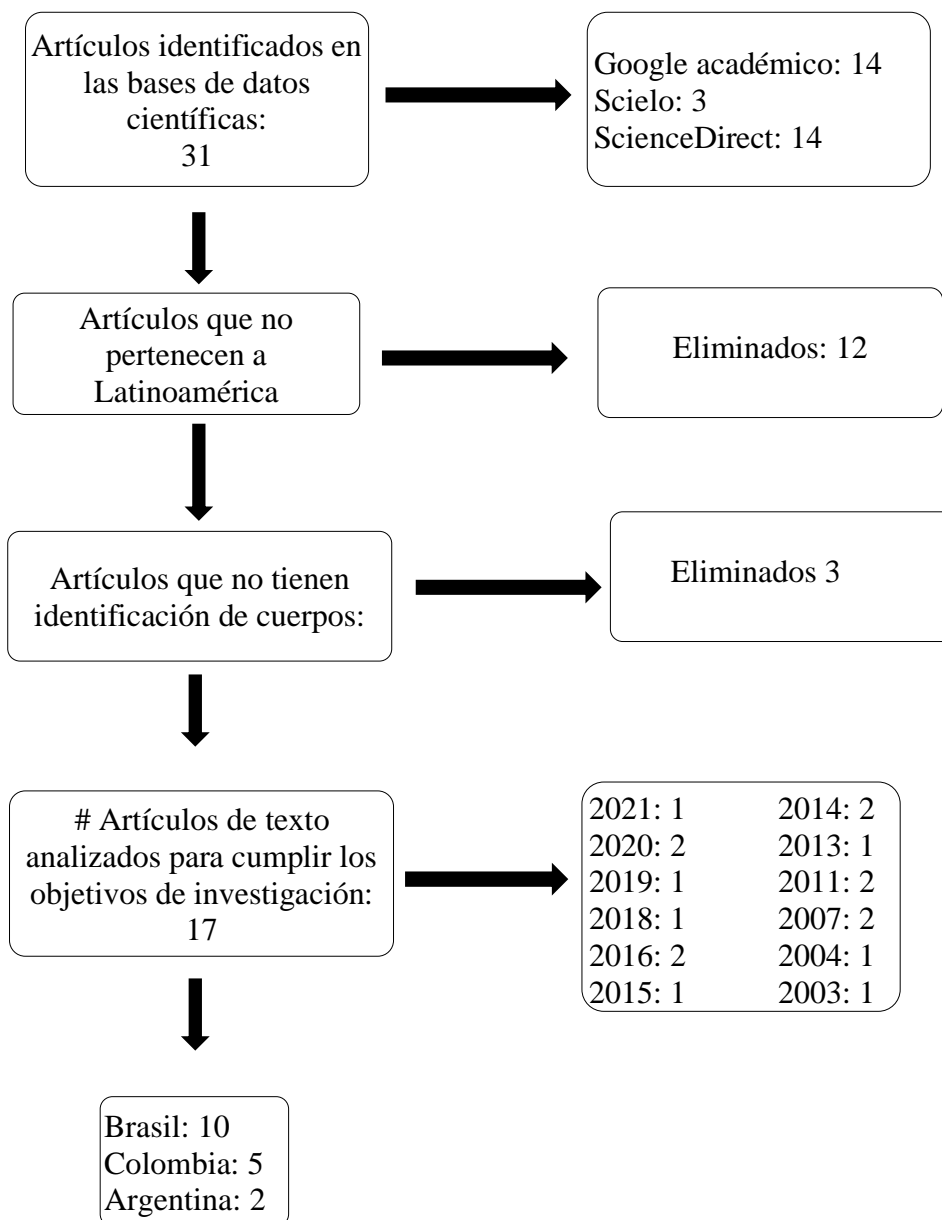 Artículos identificados en
las bases de datos
científicas:
31
Google académico: 14
Scielo: 3
ScienceDirect: 14
Artículos que no
pertenecen a
Latinoamérica
Eliminados: 12
Artículos que no tienen
identificación de cuerpos:
Eliminados 3
# Artículos de texto
analizados para cumplir los
objetivos de investigación:
17
2021: 1 2014: 2
2020: 2 2013: 1
2019: 1 2011: 2
2018: 1 2007: 2
2016: 2 2004: 1
2015: 1 2003: 1
Brasil: 10
Colombia: 5
Argentina: 2